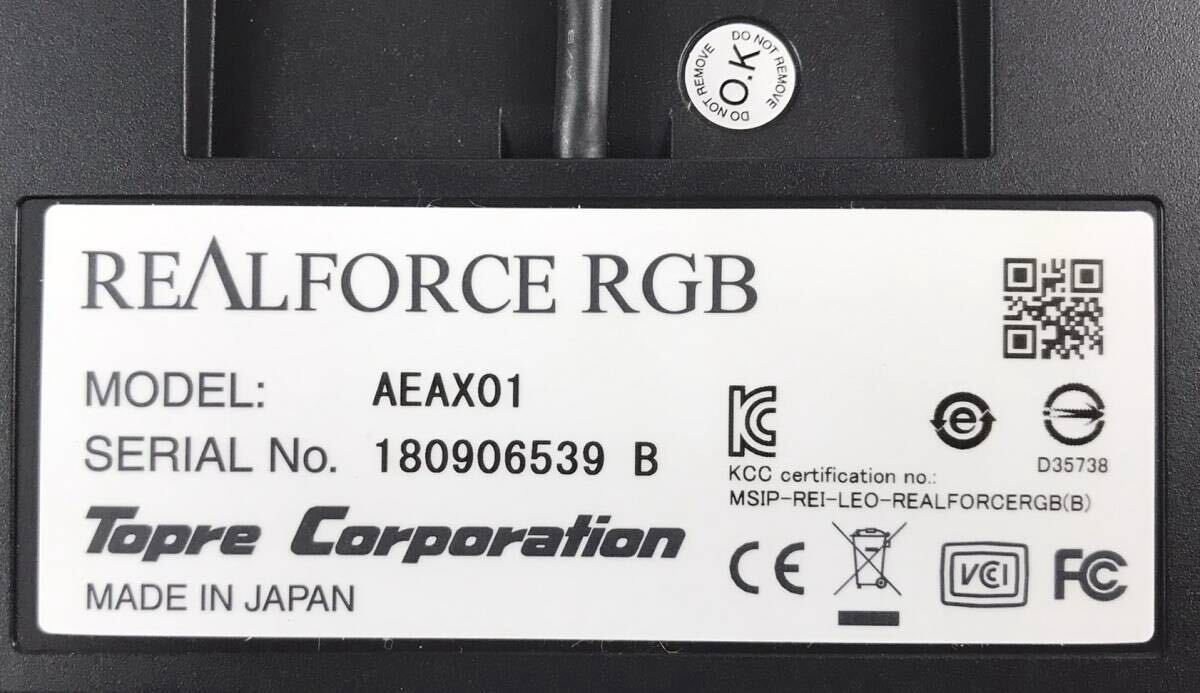 DO NOT REMOVE
O.K
DO NOT REMOVE
REALFORCE RGB
MODEL: AEAX01
SERIAL No. 180906539 B
Topre Corporation
MADE IN JAPAN
KCC certification no.:
MSIP-REI-LEO-REALFORCERGB(B)
D35738
CE
VCCI
FC